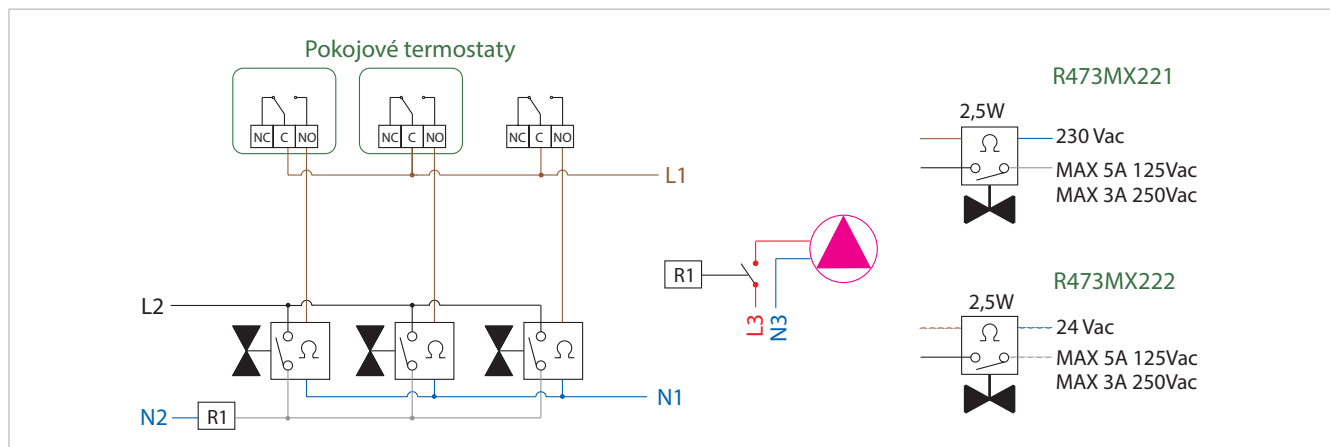 Pokojové termostaty
NC C NO
NC C NO
NC C NO
L1
L2
Ω
Ω
Ω
N1
N2
R1
R1
L3
N3
R473MX221
2,5W
Ω
230 Vac
MAX 5A 125Vac
MAX 3A 250Vac
R473MX222
2,5W
Ω
24 Vac
MAX 5A 125Vac
MAX 3A 250Vac